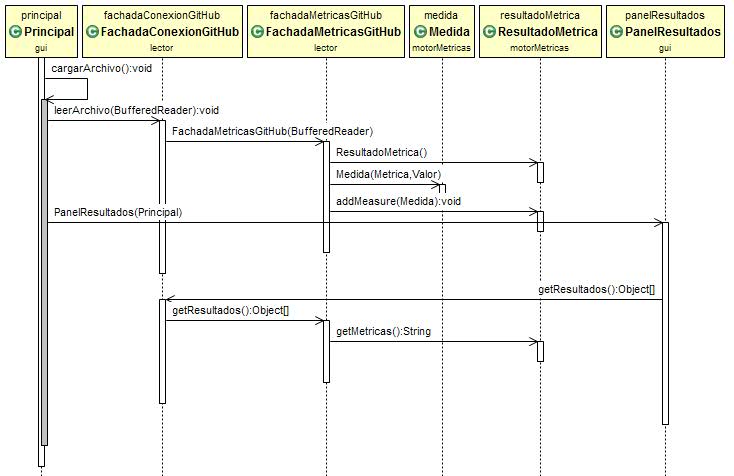 principal
Principal
gui
fachadaConexionGitHub
FachadaConexionGitHub
lector
fachadaMetricasGitHub
FachadaMetricasGitHub
lector
medida
Medida
motorMetricas
resultadoMetrica
ResultadoMetrica
motorMetricas
panelResultados
PanelResultados
gui
cargarArchivo():void
leerArchivo(BufferedReader):void
FachadaMetricasGitHub(BufferedReader)
ResultadoMetrica()
Medida(Metrica,Valor)
addMeasure(Medida):void
PanelResultados(Principal)
getResultados():Object[]
getResultados():Object[]
getMetricas():String